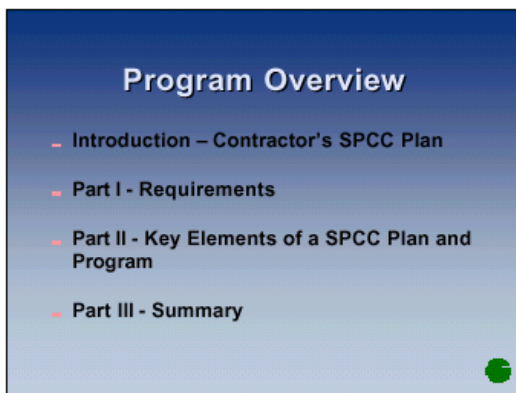 Program Overview
Introduction – Contractor's SPCC Plan
Part I - Requirements
Part II - Key Elements of a SPCC Plan and
Program
Part III - Summary